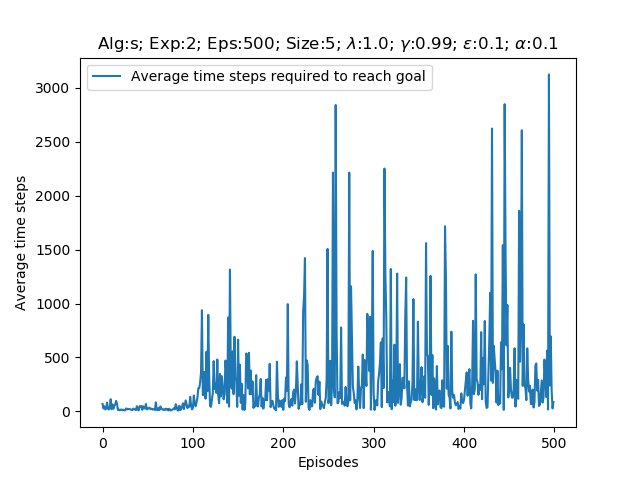 Alg:s; Exp:2; Eps:500; Size:5; λ:1.0; γ:0.99; ε:0.1; α:0.1
Average time steps required to reach goal
3000
2500
2000
1500
1000
500
0
Average time steps
0 100 200 300 400 500
Episodes